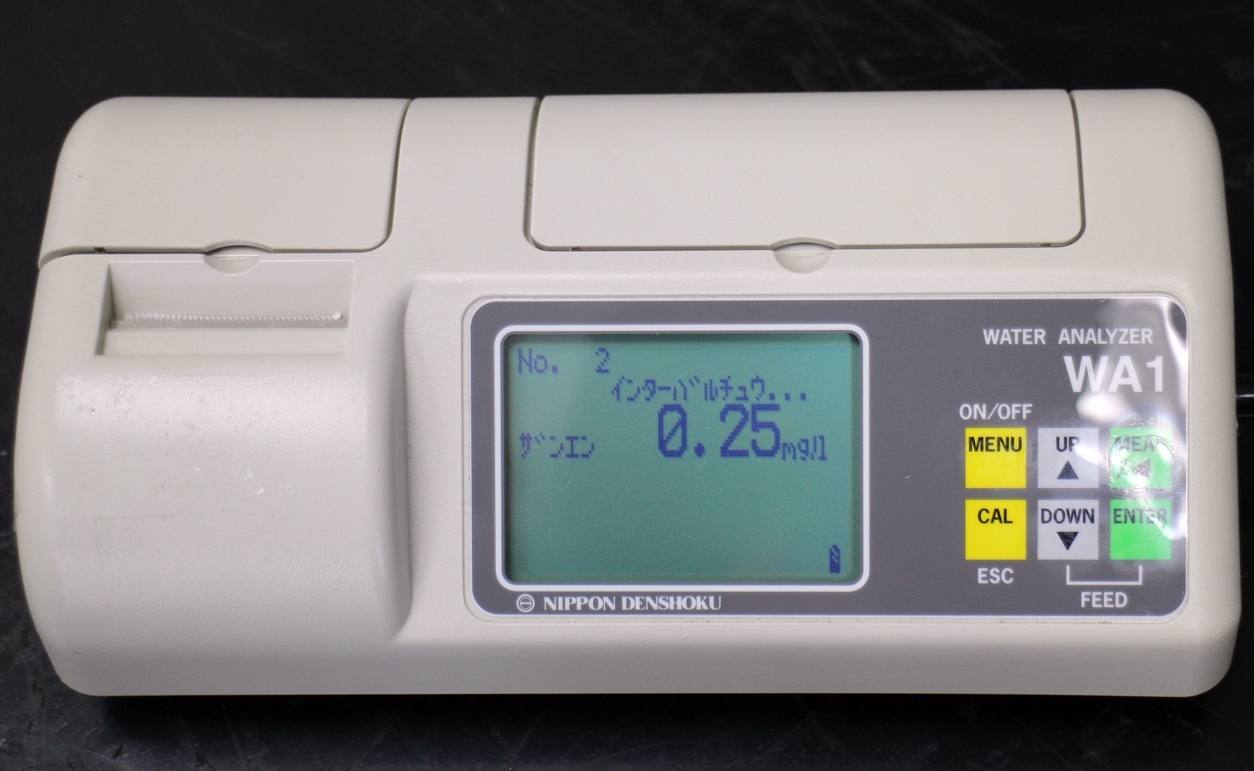 No. 2
インターバルチュウ...
ザンエン 0.25mg/l
NIPPON DENSHOKU
WATER ANALYZER
WA1
ON/OFF
MENU UP MEAS
CAL DOWN ENTER
ESC
FEED